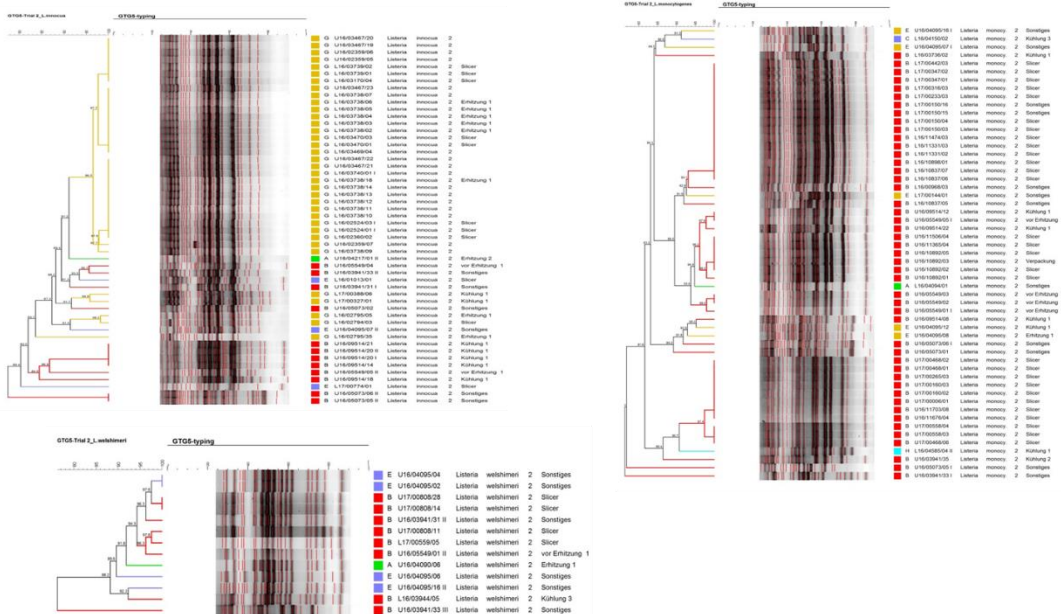 GTG5-Trial 2_L.innocua GTG5-typing
G U16/03467/20 Listeria innocua 2
G U16/03467/18 Listeria innocua 2
G U16/02359/06 Listeria innocua 2
G U16/02359/05 Listeria innocua 2
G L16/03739/02 Listeria innocua 2 Slicer
G L16/03739/01 Listeria innocua 2 Slicer
G L16/03170/04 Listeria innocua 2 Slicer
G U16/03467/23 Listeria innocua 2
G L16/03738/07 Listeria innocua 2
G L16/03738/06 Listeria innocua 2 Erhitzung 1
G L16/03738/05 Listeria innocua 2 Erhitzung 1
G L16/03738/04 Listeria innocua 2 Erhitzung 1
G L16/03738/03 Listeria innocua 2 Erhitzung 1
G L16/03738/02 Listeria innocua 2 Erhitzung 1
G L16/03470/03 Listeria innocua 2 Slicer
G L16/03470/01 Listeria innocua 2 Slicer
G L16/03469/04 Listeria innocua 2
G U16/03467/22 Listeria innocua 2
G U16/03467/21 Listeria innocua 2
G L16/03740/01 I Listeria innocua 2
G L16/03738/16 Listeria innocua 2 Erhitzung 1
G L16/03738/14 Listeria innocua 2
G L16/03738/13 Listeria innocua 2
G L16/03738/12 Listeria innocua 2
G L16/03738/11 Listeria innocua 2
G L16/03738/10 Listeria innocua 2
G L16/02524/03 I Listeria innocua 2 Slicer
G L16/02524/01 I Listeria innocua 2 Slicer
G L16/02360/02 Listeria innocua 2 Slicer
G U16/02359/07 Listeria innocua 2
G L16/03738/09 Listeria innocua 2
A U16/04217/01 II Listeria innocua 2 Erhitzung 2
B U16/05549/04 Listeria innocua 2 vor Erhitzung 1
B U16/03941/33 II Listeria innocua 2 Sonstiges
E L16/01313/01 Listeria innocua 2 Slicer
B U16/03941/31 I Listeria innocua 2 Sonstiges
G L17/00388/06 Listeria innocua 2 Kühlung 1
G L17/00327/01 Listeria innocua 2 Kühlung 1
B U16/05073/02 Listeria innocua 2 Sonstiges
G L16/02795/05 Listeria innocua 2 Erhitzung 1
G L16/02794/03 Listeria innocua 2 Slicer
E U16/04095/07 II Listeria innocua 2 Sonstiges
G L16/02795/35 Listeria innocua 2 Erhitzung 1
B U16/09514/21 Listeria innocua 2 Kühlung 1
B U16/09514/20 II Listeria innocua 2 Kühlung 1
B U16/09514/20 I Listeria innocua 2 Kühlung 1
B U16/09514/14 Listeria innocua 2 Kühlung 1
B U16/05549/05 II Listeria innocua 2 vor Erhitzung 1
B U16/09514/18 Listeria innocua 2 Kühlung 1
E L17/00774/01 Listeria innocua 2 Slicer
B U16/05073/06 II Listeria innocua 2 Sonstiges
B U16/05073/05 II Listeria innocua 2 Sonstiges
GTG5-Trial 2_L.welshimeri GTG5-typing
E U16/04095/04 Listeria welshimeri 2 Sonstiges
E U16/04095/02 Listeria welshimeri 2 Sonstiges
B U17/00808/28 Listeria welshimeri 2 Slicer
B U17/00808/14 Listeria welshimeri 2 Slicer
B U16/03941/31 II Listeria welshimeri 2 Sonstiges
B U17/00808/11 Listeria welshimeri 2 Slicer
B L17/00559/05 Listeria welshimeri 2 Slicer
B U16/05549/01 II Listeria welshimeri 2 vor Erhitzung 1
A U16/04090/06 Listeria welshimeri 2 Erhitzung 1
E U16/04095/06 Listeria welshimeri 2 Sonstiges
E U16/04095/16 II Listeria welshimeri 2 Sonstiges
B L16/03944/05 Listeria welshimeri 2 Kühlung 3
B U16/03941/33 III Listeria welshimeri 2 Sonstiges
GTG5-Trial 2_L.monocytogenes GTG5-typing
E U16/04095/16 I Listeria monocy. 2 Sonstiges
C L16/04150/02 Listeria monocy. 2 Kühlung 3
E U16/04095/07 I Listeria monocy. 2 Sonstiges
B L16/03736/02 Listeria monocy. 2 Kühlung 1
B L17/00442/03 Listeria monocy. 2 Slicer
B L17/00347/02 Listeria monocy. 2 Slicer
B L17/00347/01 Listeria monocy. 2 Slicer
B L17/00316/03 Listeria monocy. 2 Slicer
B L17/00233/03 Listeria monocy. 2 Slicer
B L17/00150/16 Listeria monocy. 2 Sonstiges
B L17/00150/15 Listeria monocy. 2 Sonstiges
B L17/00150/04 Listeria monocy. 2 Slicer
B L17/00150/03 Listeria monocy. 2 Slicer
B L16/11474/03 Listeria monocy. 2 Slicer
B L16/11331/03 Listeria monocy. 2 Slicer
B L16/11331/02 Listeria monocy. 2 Slicer
B L16/10898/01 Listeria monocy. 2 Slicer
B L16/10837/07 Listeria monocy. 2 Slicer
B L16/10837/06 Listeria monocy. 2 Slicer
B L16/00968/03 Listeria monocy. 2 Sonstiges
E L17/00144/01 Listeria monocy. 2 Slicer
B L16/10837/05 Listeria monocy. 2 Sonstiges
B U16/09514/12 Listeria monocy. 2 Kühlung 1
B U16/05549/05 I Listeria monocy. 2 vor Erhitzung
B U16/09514/22 Listeria monocy. 2 Kühlung 1
B U16/11506/04 Listeria monocy. 2 Slicer
B U16/11365/04 Listeria monocy. 2 Slicer
B U16/10892/05 Listeria monocy. 2 Slicer
B U16/10892/03 Listeria monocy. 2 Verpackung
B U16/10892/02 Listeria monocy. 2 Slicer
B U16/10892/01 Listeria monocy. 2 Slicer
A L16/04094/01 Listeria monocy. 2 Sonstiges
B U16/05549/03 Listeria monocy. 2 vor Erhitzung
B U16/05549/02 Listeria monocy. 2 vor Erhitzung
B U16/05549/01 I Listeria monocy. 2 vor Erhitzung
B U16/09514/08 Listeria monocy. 2 Kühlung 1
E U16/04095/12 Listeria monocy. 2 Kühlung 1
E U16/04095/08 Listeria monocy. 2 Erhitzung 1
B U16/05073/06 I Listeria monocy. 2 Sonstiges
B U16/05073/01 Listeria monocy. 2 Sonstiges
B U17/00468/02 Listeria monocy. 2 Slicer
B U17/00468/01 Listeria monocy. 2 Slicer
B U17/00265/03 Listeria monocy. 2 Slicer
B U17/00160/03 Listeria monocy. 2 Slicer
B U17/00160/02 Listeria monocy. 2 Slicer
B U17/00006/01 Listeria monocy. 2 Slicer
B U16/11703/08 Listeria monocy. 2 Slicer
B U16/11676/04 Listeria monocy. 2 Slicer
B U17/00558/04 Listeria monocy. 2 Slicer
B U17/00558/03 Listeria monocy. 2 Slicer
B U17/00468/08 Listeria monocy. 2 Slicer
H L16/04585/04 II Listeria monocy. 2 Kühlung 1
B U16/03941/35 Listeria monocy. 2 Kühlung 2
B U16/05073/05 I Listeria monocy. 2 Sonstiges
B U16/03941/33 I Listeria monocy. 2 Sonstiges